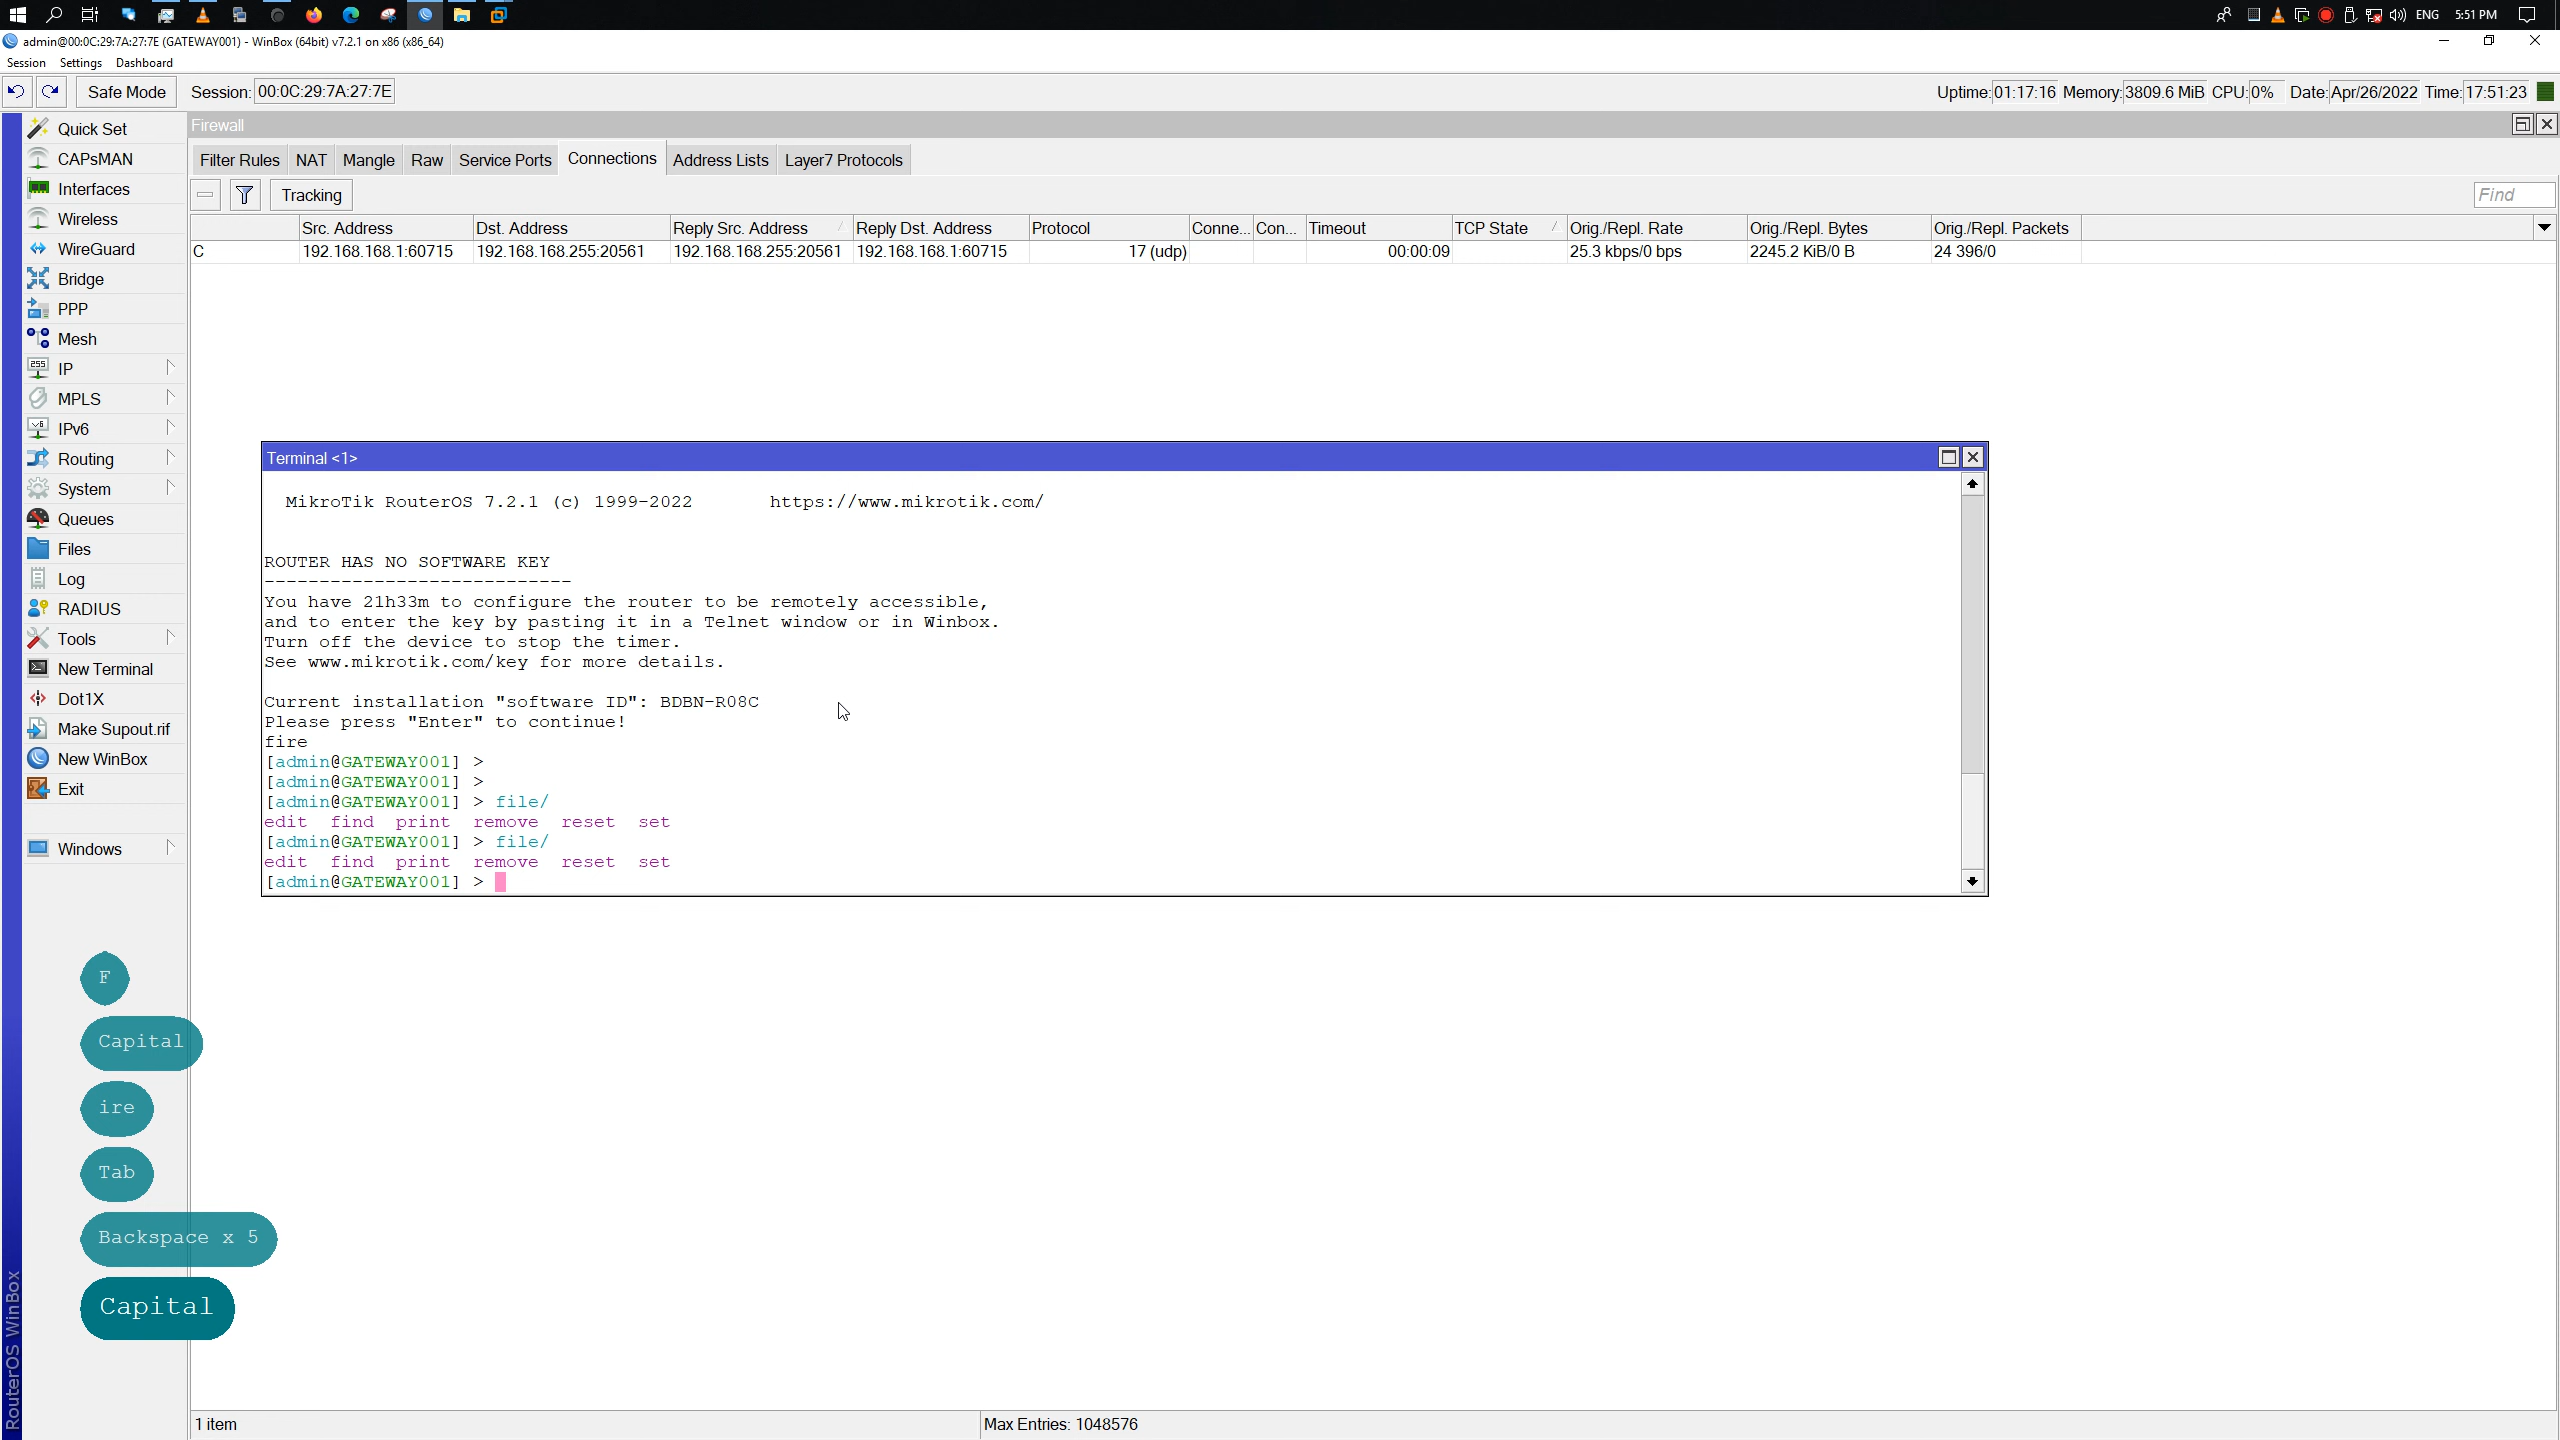 ENG 5:51 PM
admin@00:0C:29:7A:27:7E (GATEWAY001) - WinBox (64bit) v7.2.1 on x86 (x86_64)
Session Settings Dashboard
Safe Mode Session: 00:0C:29:7A:27:7E Uptime: 01:17:16 Memory: 3809.6 MiB CPU: 0% Date: Apr/26/2022 Time: 17:51:23
Quick Set
CAPsMAN
Interfaces
Wireless
WireGuard
Bridge
PPP
Mesh
IP
MPLS
IPv6
Routing
System
Queues
Files
Log
RADIUS
Tools
New Terminal
Dot1X
Make Supout.rif
New WinBox
Exit
Windows
RouterOS WinBox
Firewall
Filter Rules NAT Mangle Raw Service Ports Connections Address Lists Layer7 Protocols
Tracking Find
Src. Address Dst. Address Reply Src. Address Reply Dst. Address Protocol Conne... Con... Timeout TCP State Orig./Repl. Rate Orig./Repl. Bytes Orig./Repl. Packets
C 192.168.168.1:60715 192.168.168.255:20561 192.168.168.255:20561 192.168.168.1:60715 17 (udp) 00:00:09 25.3 kbps/0 bps 2245.2 KiB/0 B 24 396/0
Terminal <1>
MikroTik RouterOS 7.2.1 (c) 1999-2022 https://www.mikrotik.com/
ROUTER HAS NO SOFTWARE KEY
----------------------------
You have 21h33m to configure the router to be remotely accessible,
and to enter the key by pasting it in a Telnet window or in Winbox.
Turn off the device to stop the timer.
See www.mikrotik.com/key for more details.
Current installation "software ID": BDBN-R08C
Please press "Enter" to continue!
fire
[admin@GATEWAY001] >
[admin@GATEWAY001] >
[admin@GATEWAY001] > file/
edit find print remove reset set
[admin@GATEWAY001] > file/
edit find print remove reset set
[admin@GATEWAY001] >
F
Capital
ire
Tab
Backspace x 5
Capital
1 item Max Entries: 1048576